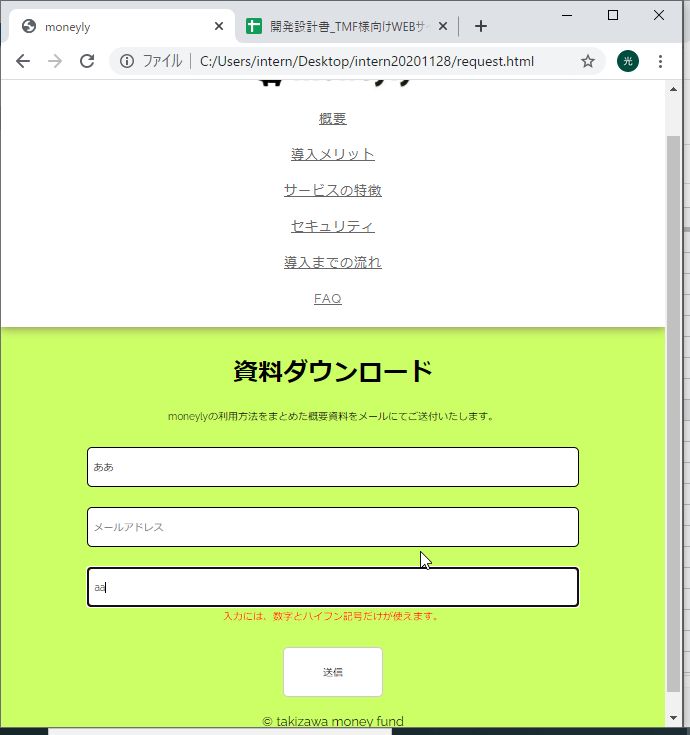 moneyly
開発設計書_TMF様向けWEBサ
ファイル
C:/Users/intern/Desktop/intern20201128/request.html
光
概要
導入メリット
サービスの特徴
セキュリティ
導入までの流れ
FAQ
資料ダウンロード
moneylyの利用方法をまとめた概要資料をメールにてご送付いたします。
ああ
メールアドレス
aa
入力には、数字とハイフン記号だけが使えます。
送信
© takizawa money fund